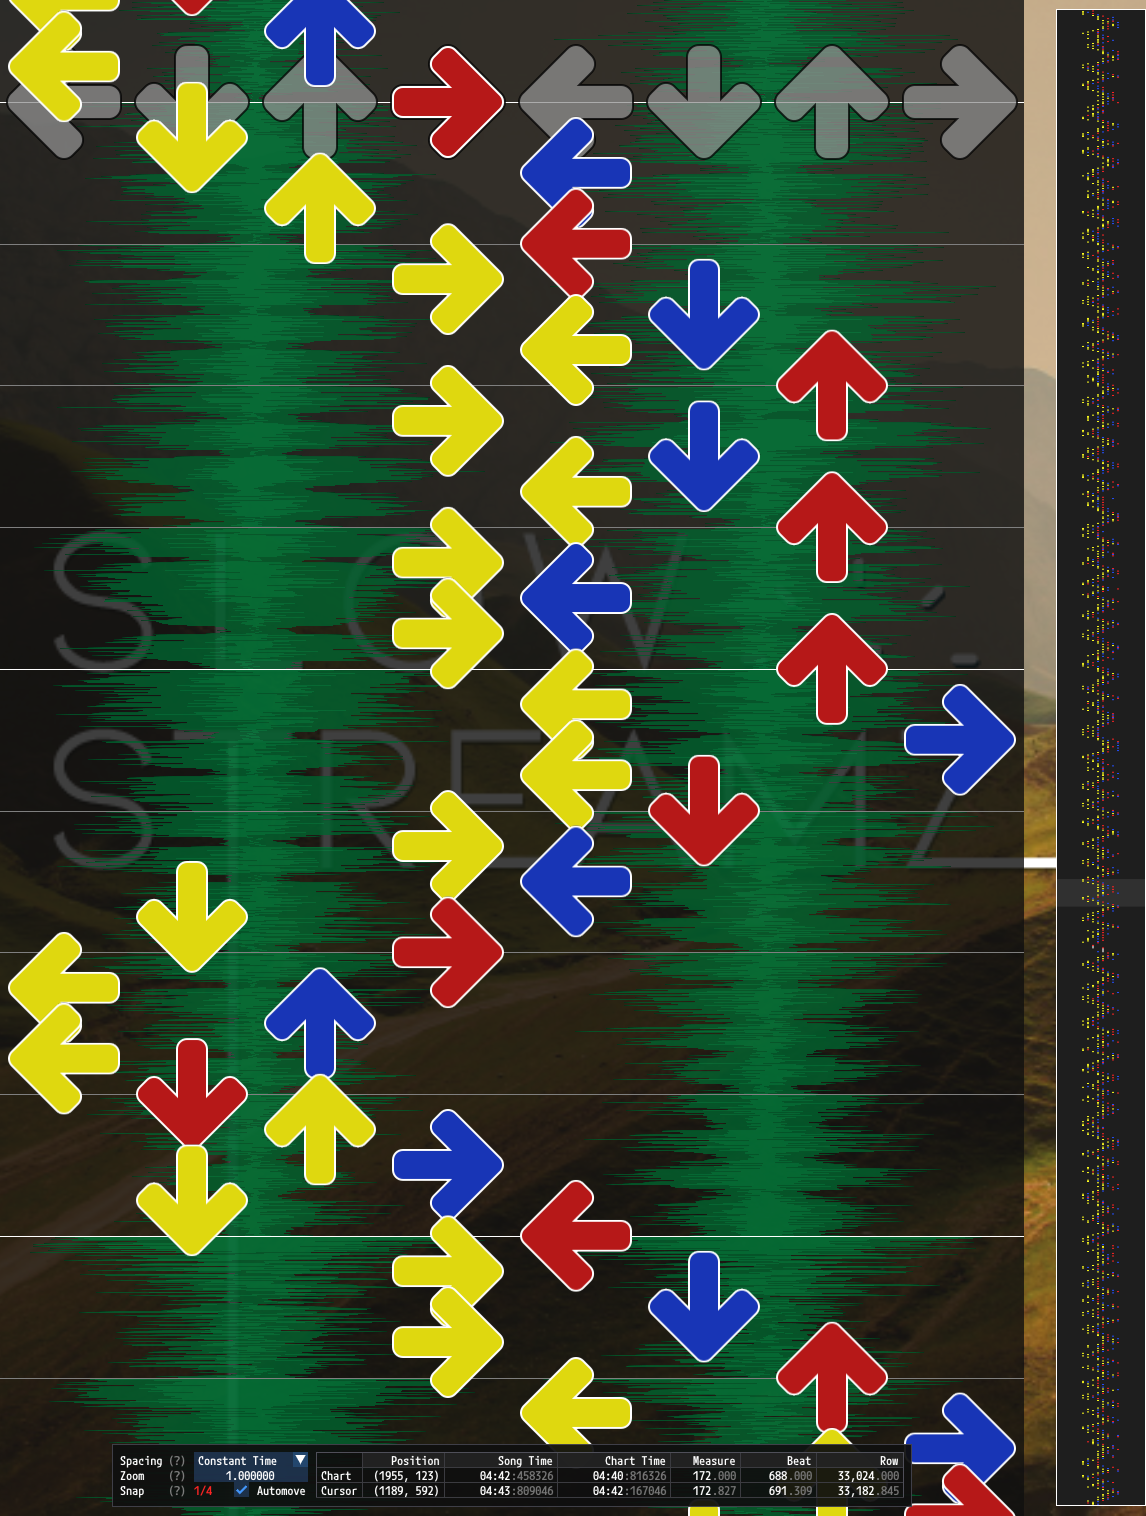 SLOW
STREAMZ
Spacing (?) Constant Time
Zoom (?) 1.000000
Snap (?) 1/4 Automove
Position Song Time Chart Time Measure Beat Row
Chart (1955, 123) 04:42:458326 04:40:816326 172.000 688.000 33,024.000
Cursor (1189, 592) 04:43:809046 04:42:167046 172.827 691.309 33,182.845